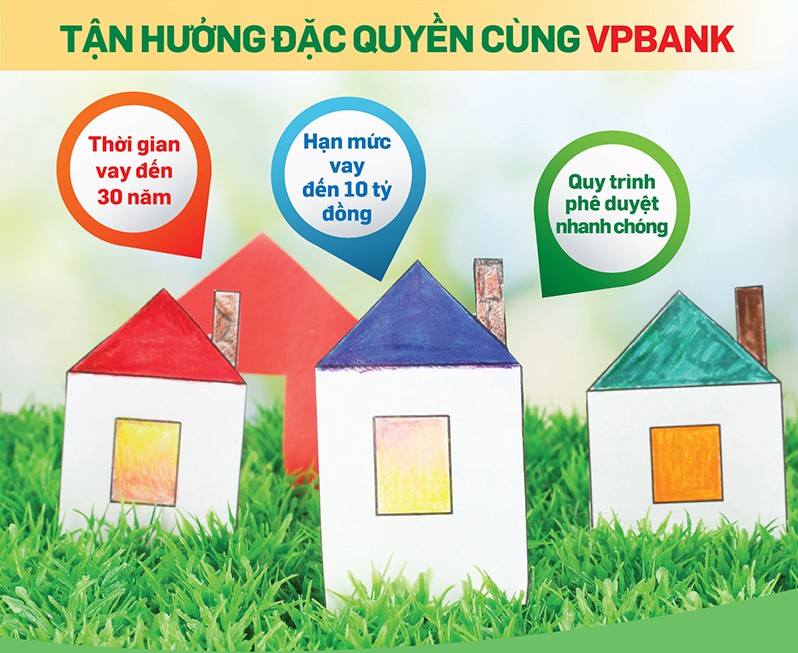 TẬN HƯỞNG ĐẶC QUYỀN CÙNG VPBANK
Thời gian
vay đến
30 năm
Hạn mức
vay
đến 10 tỷ
đồng
Quy trình
phê duyệt
nhanh chóng